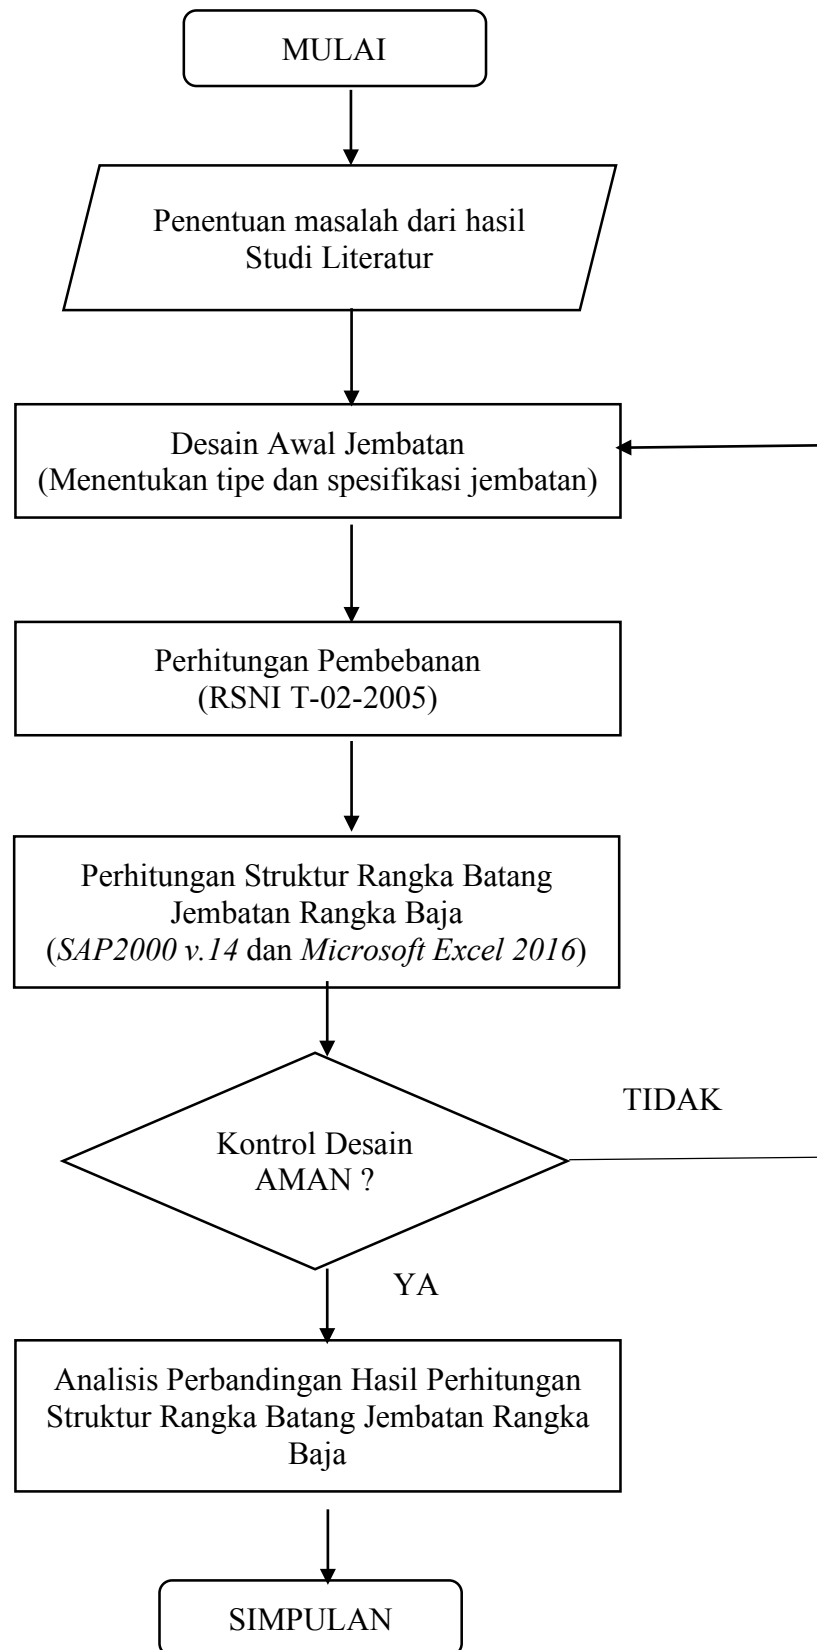 MULAI
Penentuan masalah dari hasil
Studi Literatur
Desain Awal Jembatan
(Menentukan tipe dan spesifikasi jembatan)
Perhitungan Pembebanan
(RSNI T-02-2005)
Perhitungan Struktur Rangka Batang
Jembatan Rangka Baja
(SAP2000 v.14 dan Microsoft Excel 2016)
TIDAK
Kontrol Desain
AMAN ?
YA
Analisis Perbandingan Hasil Perhitungan
Struktur Rangka Batang Jembatan Rangka
Baja
SIMPULAN